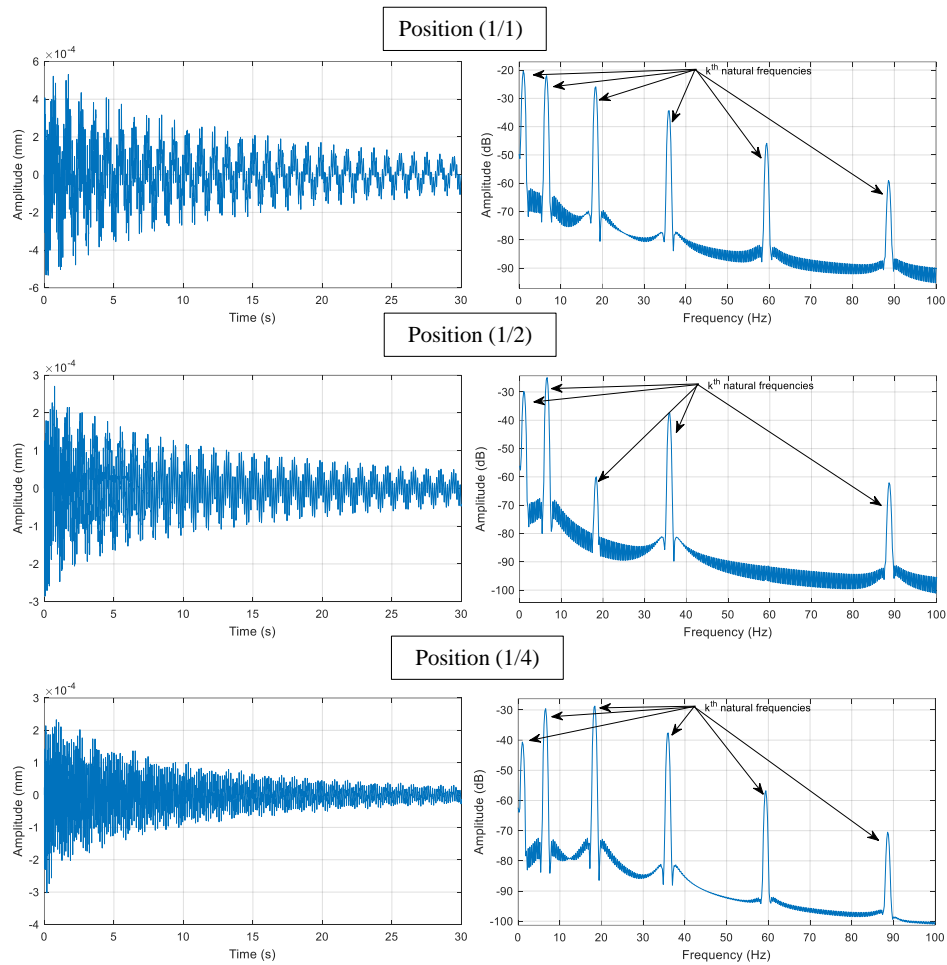 Position (1/1)
×10-4
6
4
2
0
-2
-4
-6
Amplitude (mm)
0 5 10 15 20 25 30
Time (s)
kth natural frequencies
-20
-30
-40
-50
-60
-70
-80
-90
Amplitude (dB)
0 10 20 30 40 50 60 70 80 90 100
Frequency (Hz)
Position (1/2)
×10-4
3
2
1
0
-1
-2
-3
Amplitude (mm)
0 5 10 15 20 25 30
Time (s)
kth natural frequencies
-30
-40
-50
-60
-70
-80
-90
-100
Amplitude (dB)
0 10 20 30 40 50 60 70 80 90 100
Frequency (Hz)
Position (1/4)
×10-4
3
2
1
0
-1
-2
-3
-4
Amplitude (mm)
0 5 10 15 20 25 30
Time (s)
kth natural frequencies
-30
-40
-50
-60
-70
-80
-90
-100
Amplitude (dB)
0 10 20 30 40 50 60 70 80 90 100
Frequency (Hz)